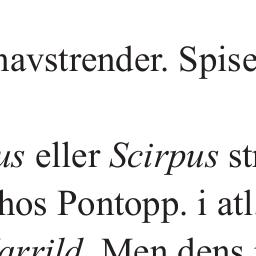 havstrender. Spise
us eller Scirpus str
hos Pontopp. i atl.
arrild. Men dens